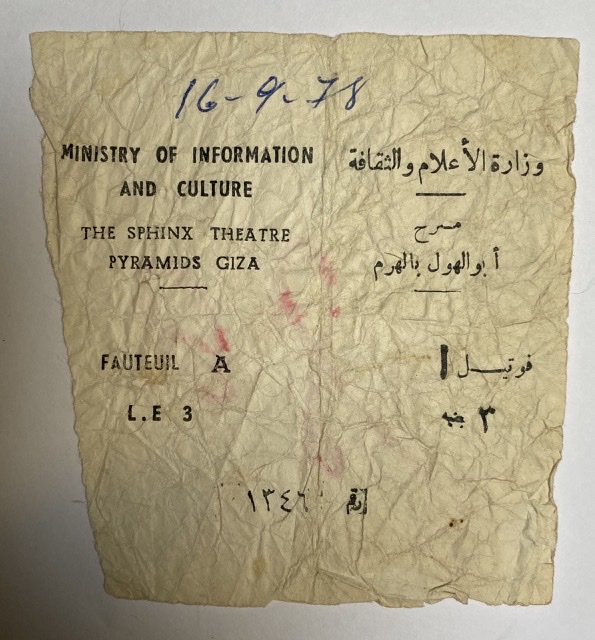 16-9-78
MINISTRY OF INFORMATION
AND CULTURE
THE SPHINX THEATRE
PYRAMIDS GIZA
FAUTEUIL A
L.E 3
وزارة الأعلام والثقافة
مسرح
أبو الهول بالهرم
فوتيل ا
٣ جنيه
رقم ١٣٤٦